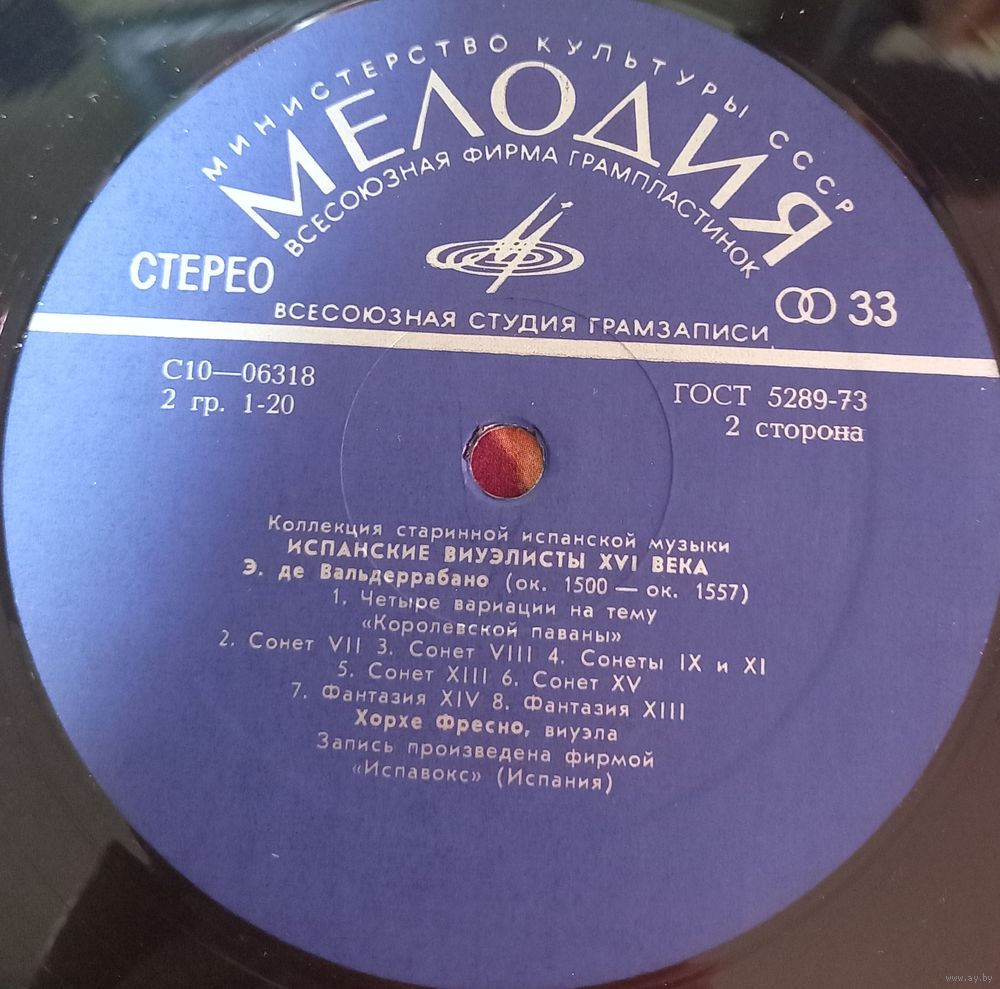 МИНИСТЕРСТВО КУЛЬТУРЫ СССР
МЕЛОДИЯ
ВСЕСОЮЗНАЯ ФИРМА ГРАМПЛАСТИНОК
СТЕРЕО
33
ВСЕСОЮЗНАЯ СТУДИЯ ГРАМЗАПИСИ
С10—06318
2 гр. 1-20
ГОСТ 5289-73
2 сторона
Коллекция старинной испанской музыки
ИСПАНСКИЕ ВИУЭЛИСТЫ XVI ВЕКА
Э. де Вальдеррабано (ок. 1500 — ок. 1557)
1. Четыре вариации на тему
«Королевской паваны»
2. Сонет VII 3. Сонет VIII 4. Сонеты IX и XI
5. Сонет XIII 6. Сонет XV
7. Фантазия XIV 8. Фантазия XIII
Хорхе Фресно, виуэла
Запись произведена фирмой
«Испавокс» (Испания)
www.ay.by